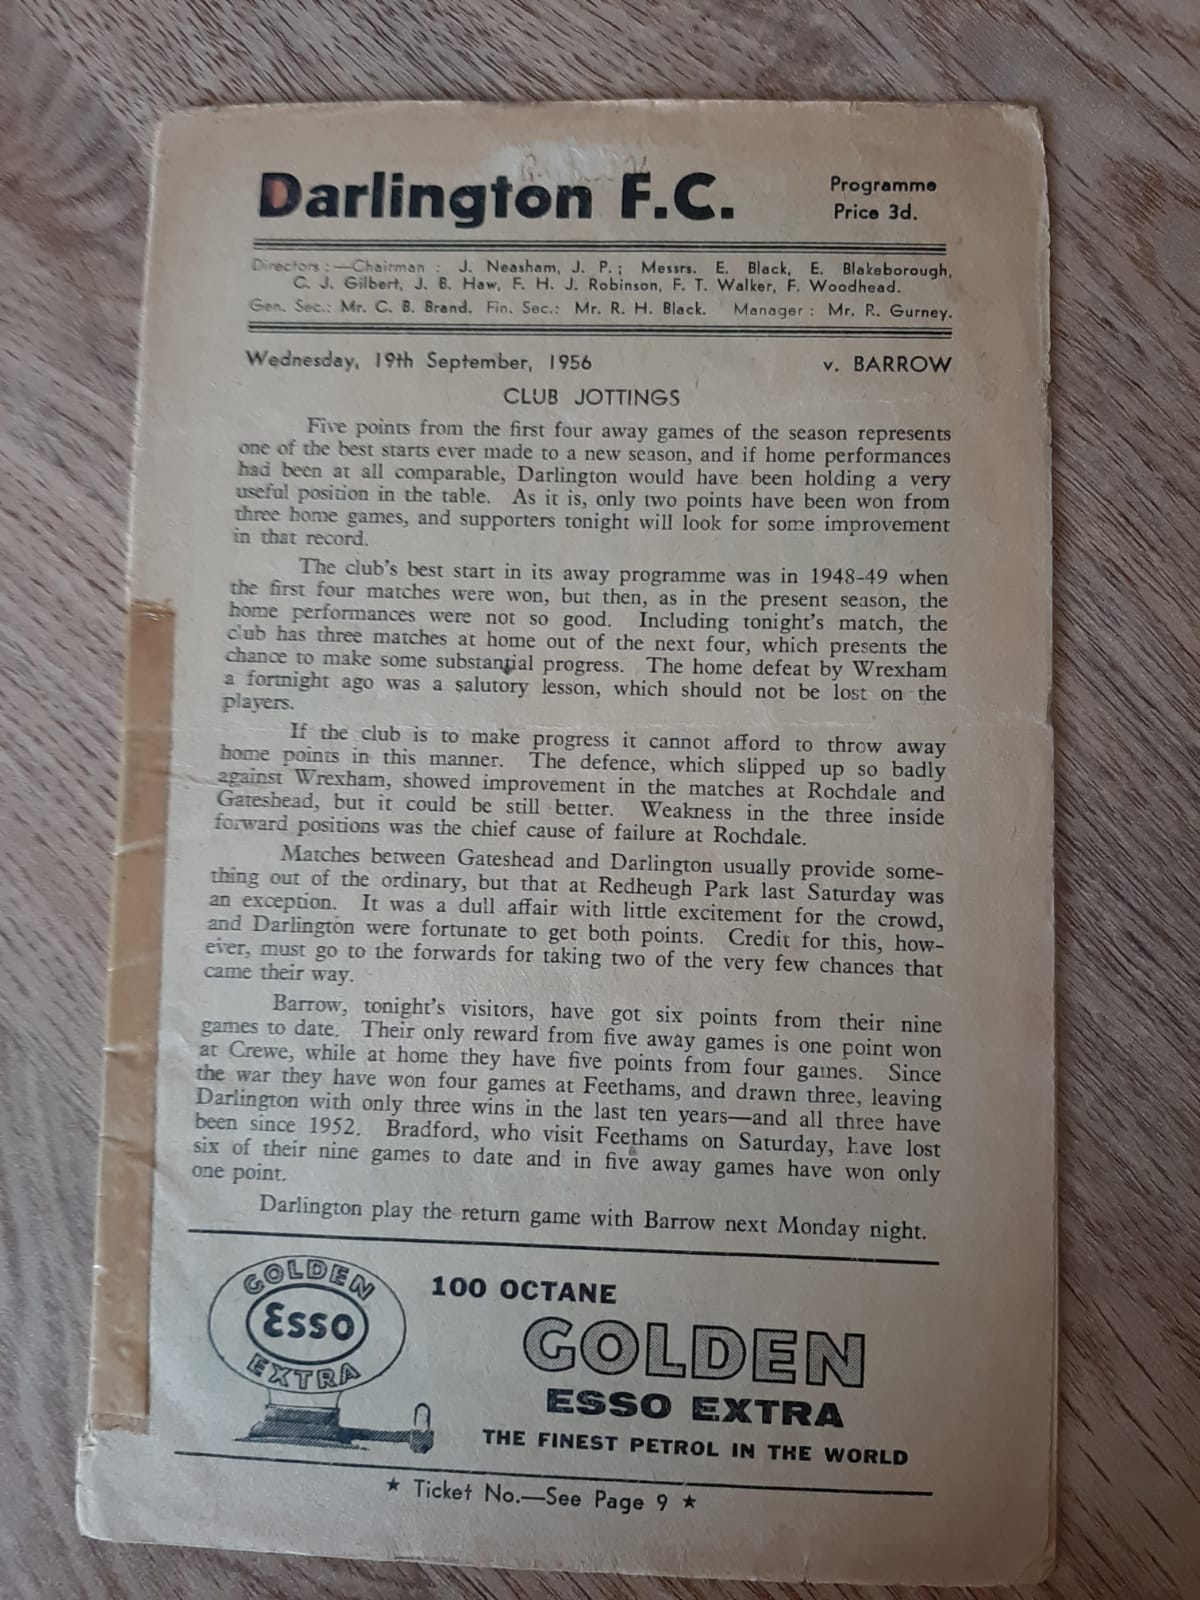 Darlington F.C.
Programme
Price 3d.
Directors :—Chairman : J. Neasham, J. P.; Messrs. E. Black, E. Blakeborough,
C. J. Gilbert, J. B. Haw, F. H. J. Robinson, F. T. Walker, F. Woodhead.
Gen. Sec.: Mr. C. B. Brand. Fin. Sec.: Mr. R. H. Black. Manager : Mr. R. Gurney.
Wednesday, 19th September, 1956 v. BARROW
CLUB JOTTINGS
Five points from the first four away games of the season represents
one of the best starts ever made to a new season, and if home performances
had been at all comparable, Darlington would have been holding a very
useful position in the table. As it is, only two points have been won from
three home games, and supporters tonight will look for some improvement
in that record.
The club's best start in its away programme was in 1948-49 when
the first four matches were won, but then, as in the present season, the
home performances were not so good. Including tonight's match, the
club has three matches at home out of the next four, which presents the
chance to make some substantial progress. The home defeat by Wrexham
a fortnight ago was a salutory lesson, which should not be lost on the
players.
If the club is to make progress it cannot afford to throw away
home points in this manner. The defence, which slipped up so badly
against Wrexham, showed improvement in the matches at Rochdale and
Gateshead, but it could be still better. Weakness in the three inside
forward positions was the chief cause of failure at Rochdale.
Matches between Gateshead and Darlington usually provide some-
thing out of the ordinary, but that at Redheugh Park last Saturday was
an exception. It was a dull affair with little excitement for the crowd,
and Darlington were fortunate to get both points. Credit for this, how-
ever, must go to the forwards for taking two of the very few chances that
came their way.
Barrow, tonight's visitors, have got six points from their nine
games to date. Their only reward from five away games is one point won
at Crewe, while at home they have five points from four games. Since
the war they have won four games at Feethams, and drawn three, leaving
Darlington with only three wins in the last ten years—and all three have
been since 1952. Bradford, who visit Feethams on Saturday, have lost
six of their nine games to date and in five away games have won only
one point.
Darlington play the return game with Barrow next Monday night.
GOLDEN
Esso
EXTRA
100 OCTANE
GOLDEN
ESSO EXTRA
THE FINEST PETROL IN THE WORLD
★ Ticket No.—See Page 9 ★